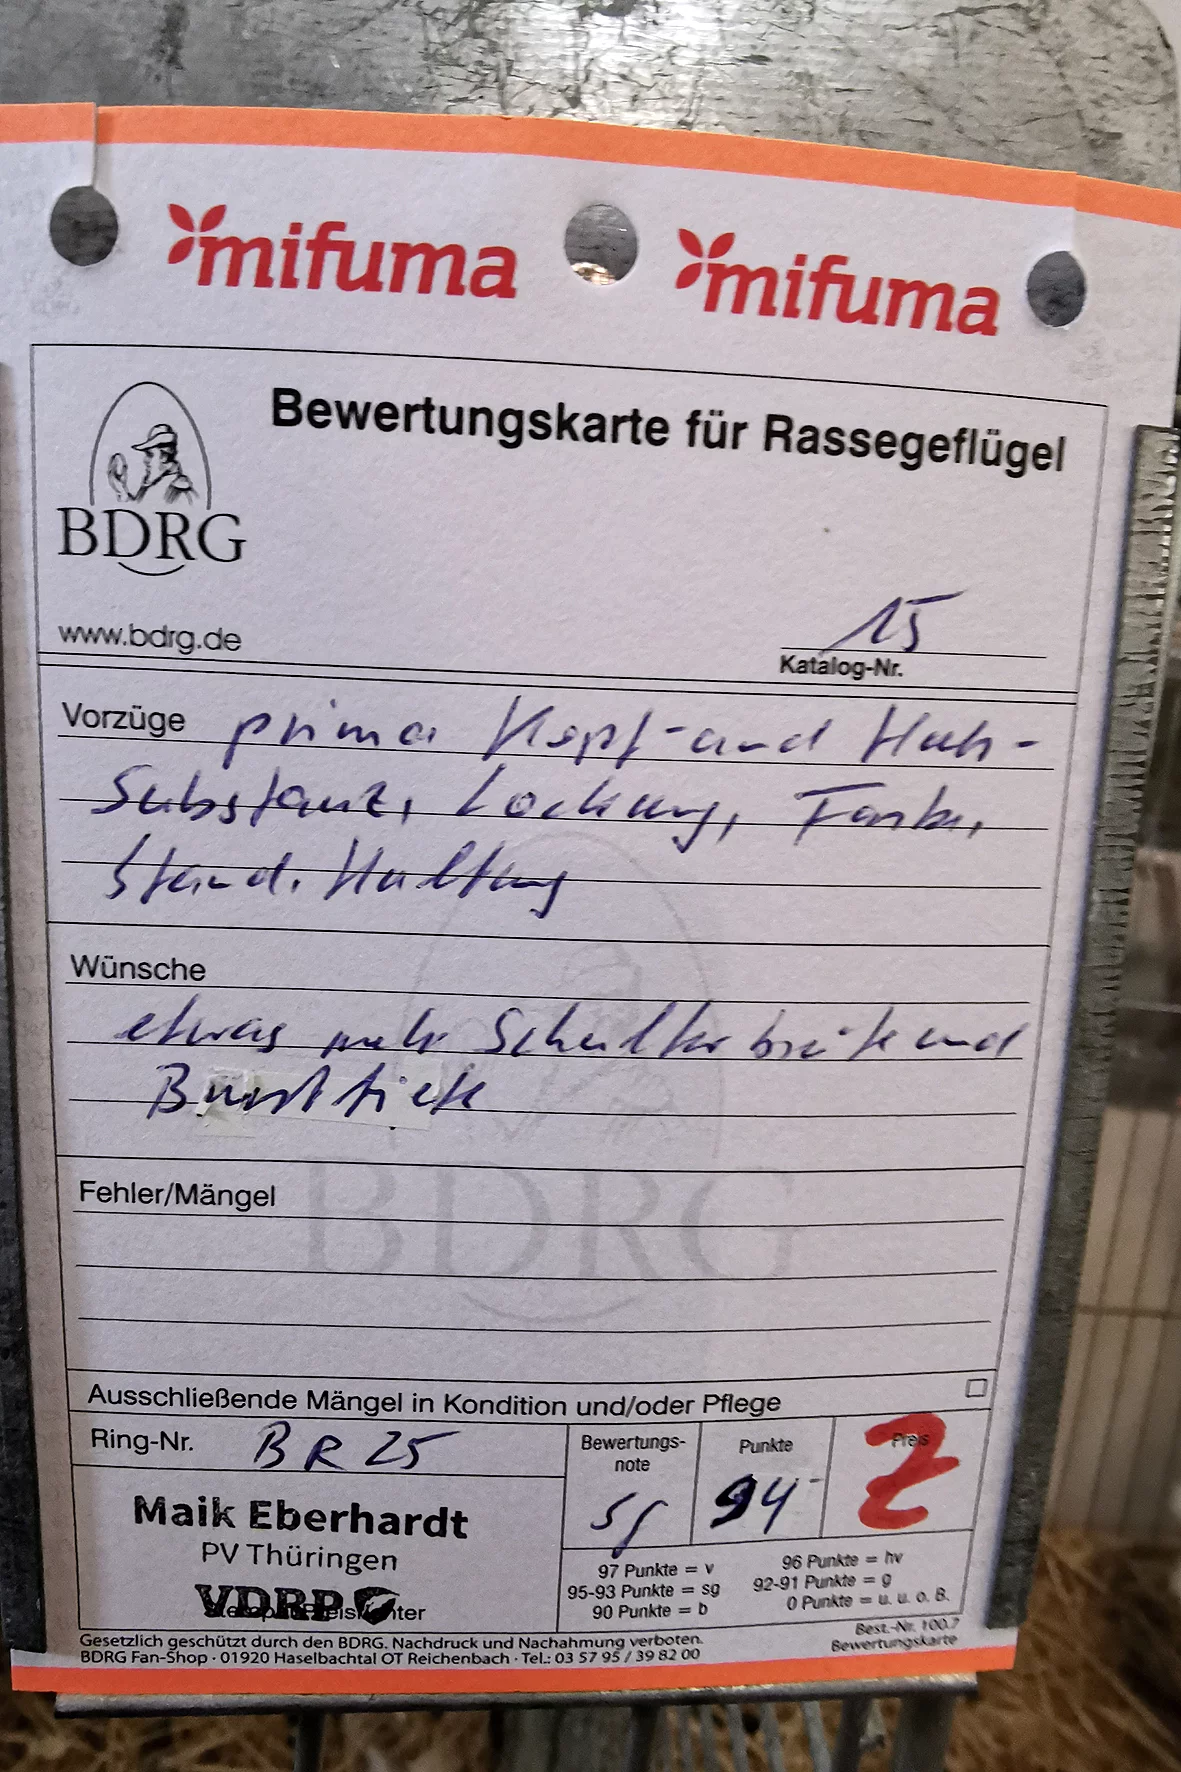 mifuma mifuma
Bewertungskarte für Rassegeflügel
BDRG
www.bdrg.de
15
Katalog-Nr.
Vorzüge prima Kopf- und Hals-
Substanz, Lockung, Farbe,
Stand, Haltung
Wünsche
etwas mehr Schulterbreite und
Brusttiefe
Fehler/Mängel
BDRG
Ausschließende Mängel in Kondition und/oder Pflege
Ring-Nr. BR 25
Bewertungs-
note
sg
Punkte
94-
Preis
Z
Maik Eberhardt
PV Thüringen
VDRP
97 Punkte = v 96 Punkte = hv
95-93 Punkte = sg 92-91 Punkte = g
90 Punkte = b 0 Punkte = u. u. o. B.
Gesetzlich geschützt durch den BDRG. Nachdruck und Nachahmung verboten.
BDRG Fan-Shop · 01920 Haselbachtal OT Reichenbach · Tel.: 03 57 95 / 39 82 00
Best.-Nr. 100.7
Bewertungskarte